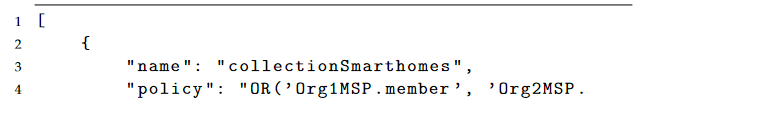 1 [
2 {
3 "name": "collectionSmarthomes",
4 "policy": "OR('Org1MSP.member', 'Org2MSP.